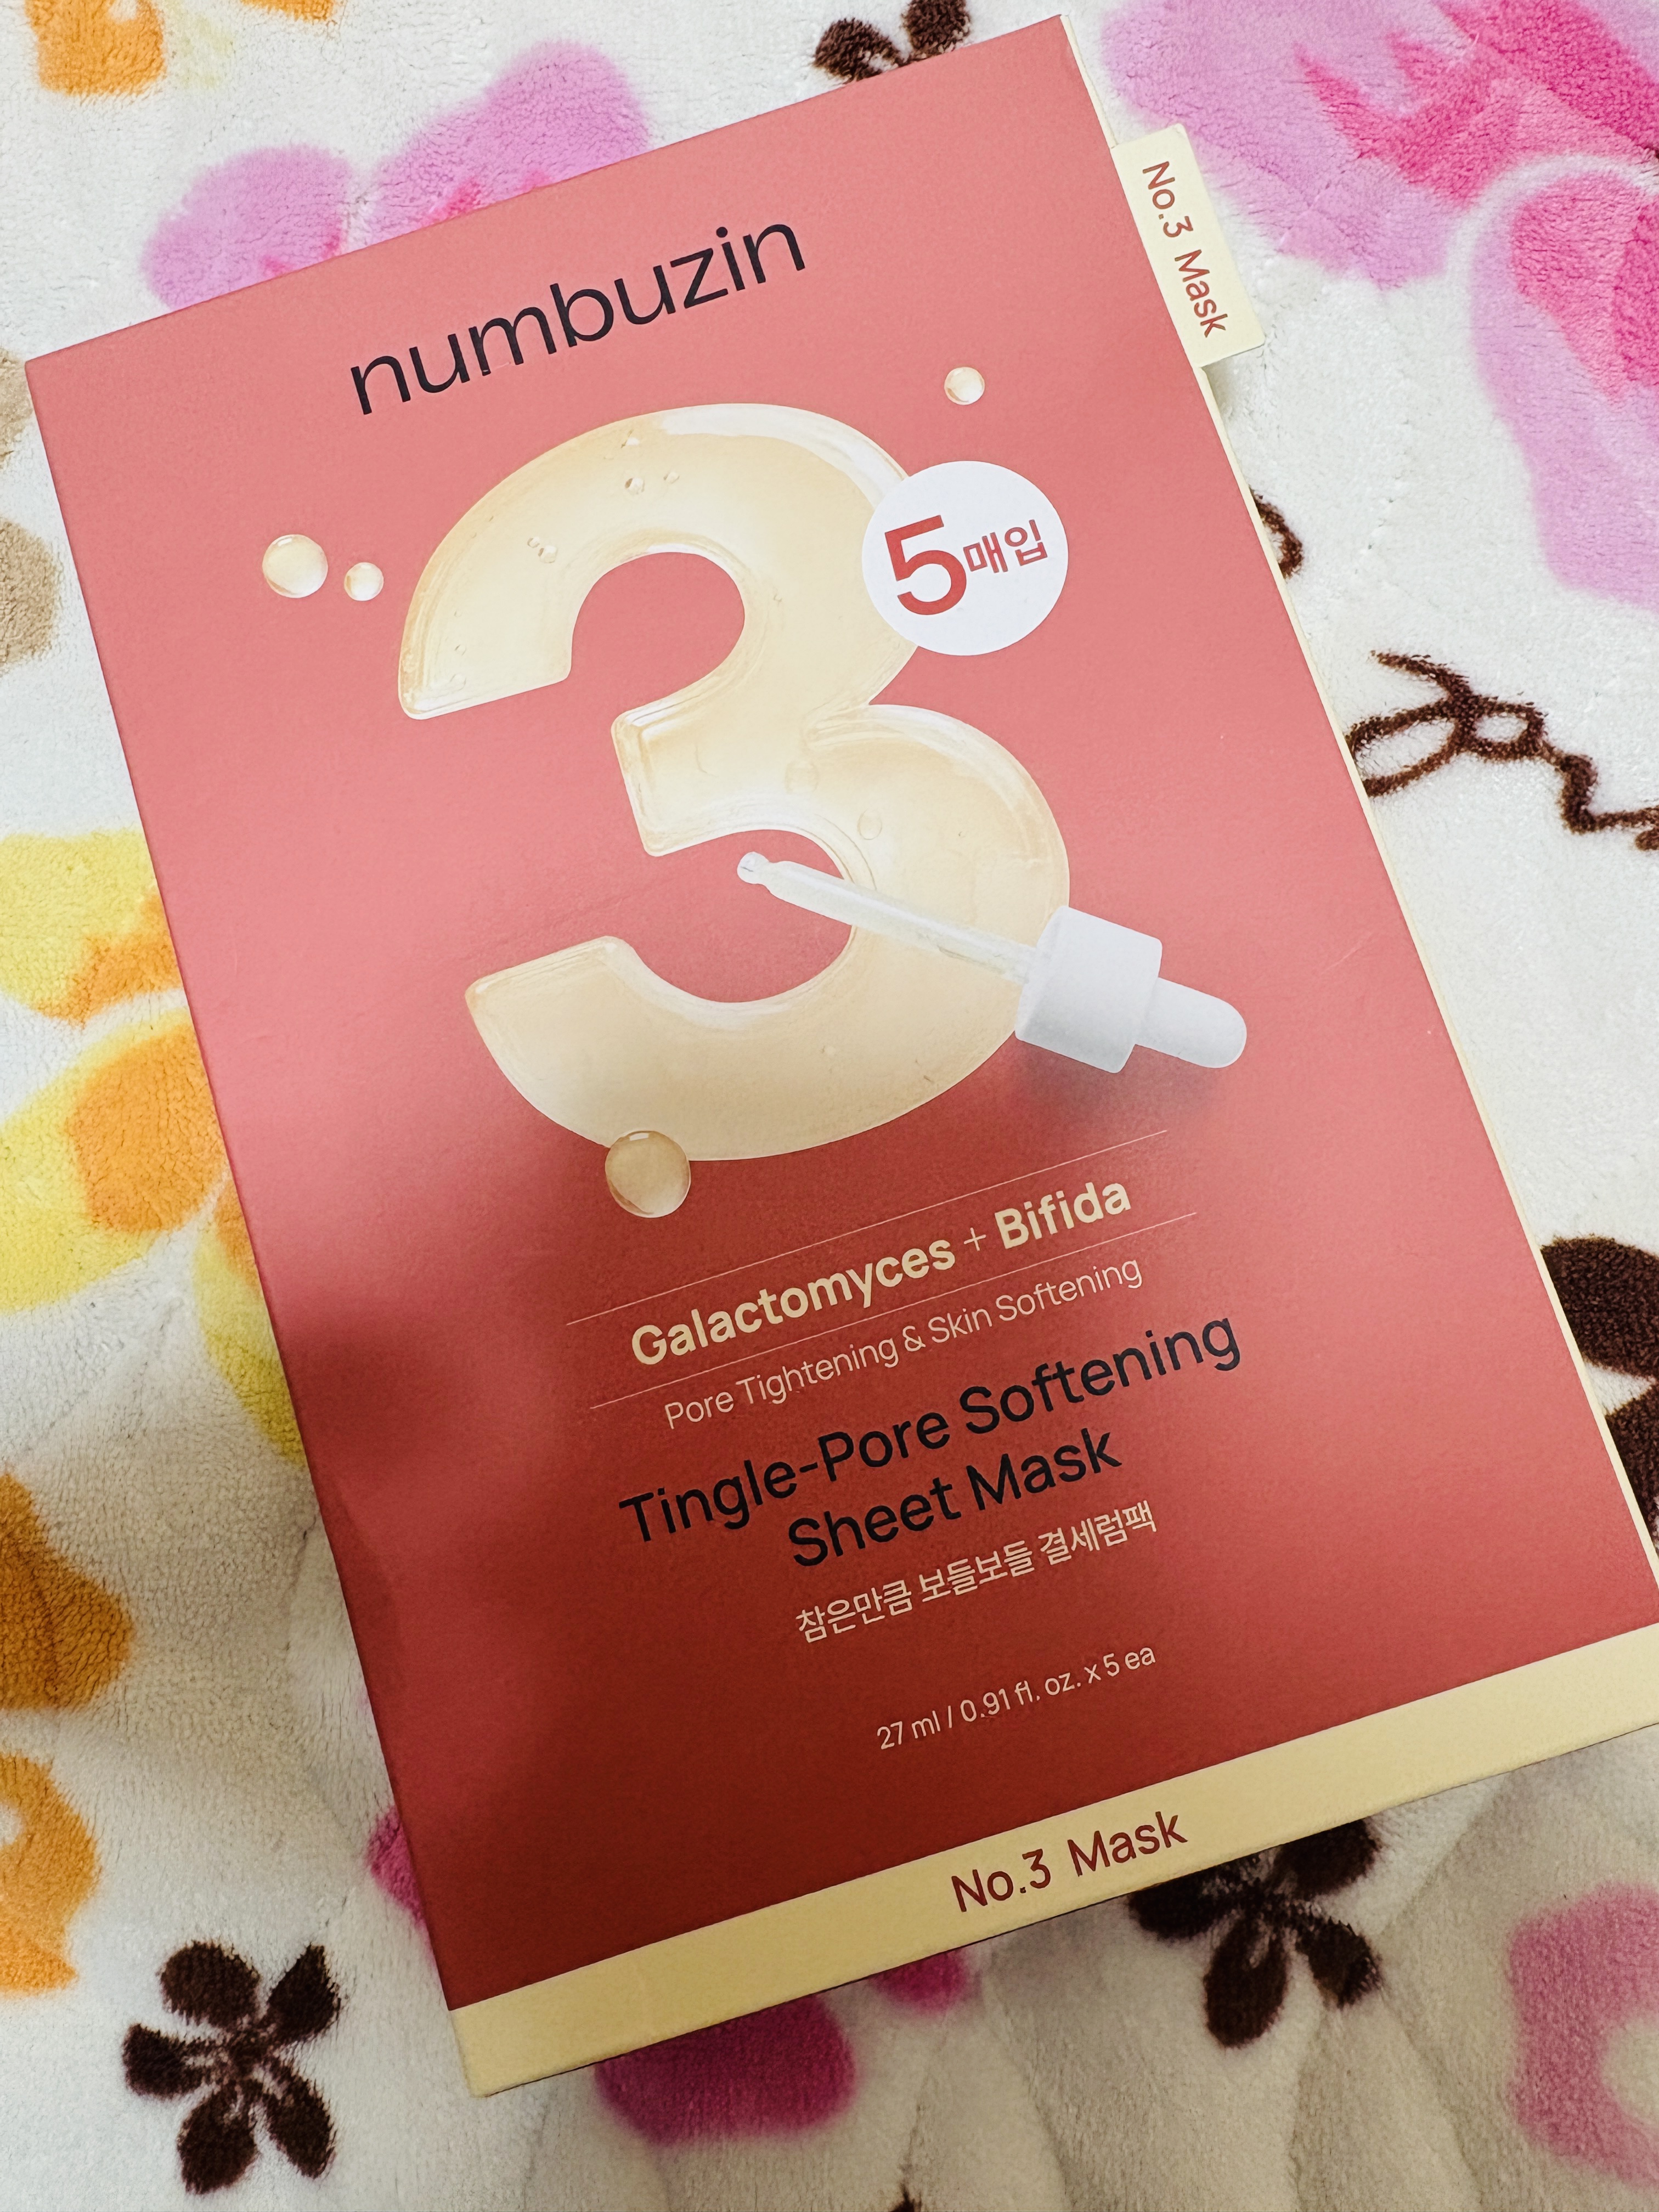 numbuzin
No.3 Mask
5매입
Galactomyces + Bifida
Pore Tightening & Skin Softening
Tingle-Pore Softening
Sheet Mask
참은만큼 보들보들 결세럼팩
27 ml / 0.91 fl. oz. x 5 ea
No.3 Mask